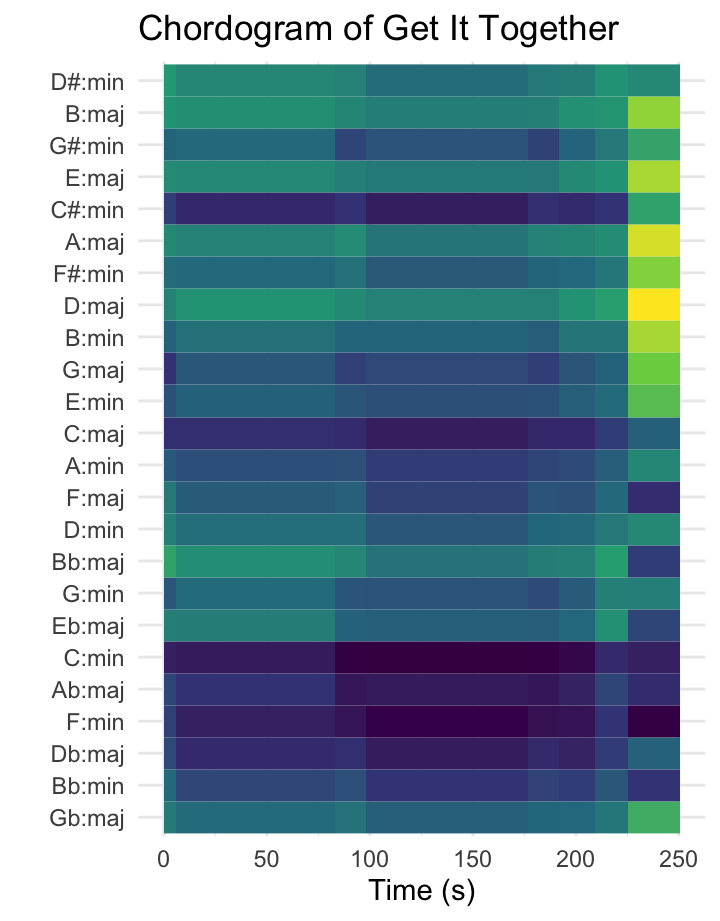 Chordogram of Get It Together
D#:min
B:maj
G#:min
E:maj
C#:min
A:maj
F#:min
D:maj
B:min
G:maj
E:min
C:maj
A:min
F:maj
D:min
Bb:maj
G:min
Eb:maj
C:min
Ab:maj
F:min
Db:maj
Bb:min
Gb:maj
0 50 100 150 200 250
Time (s)